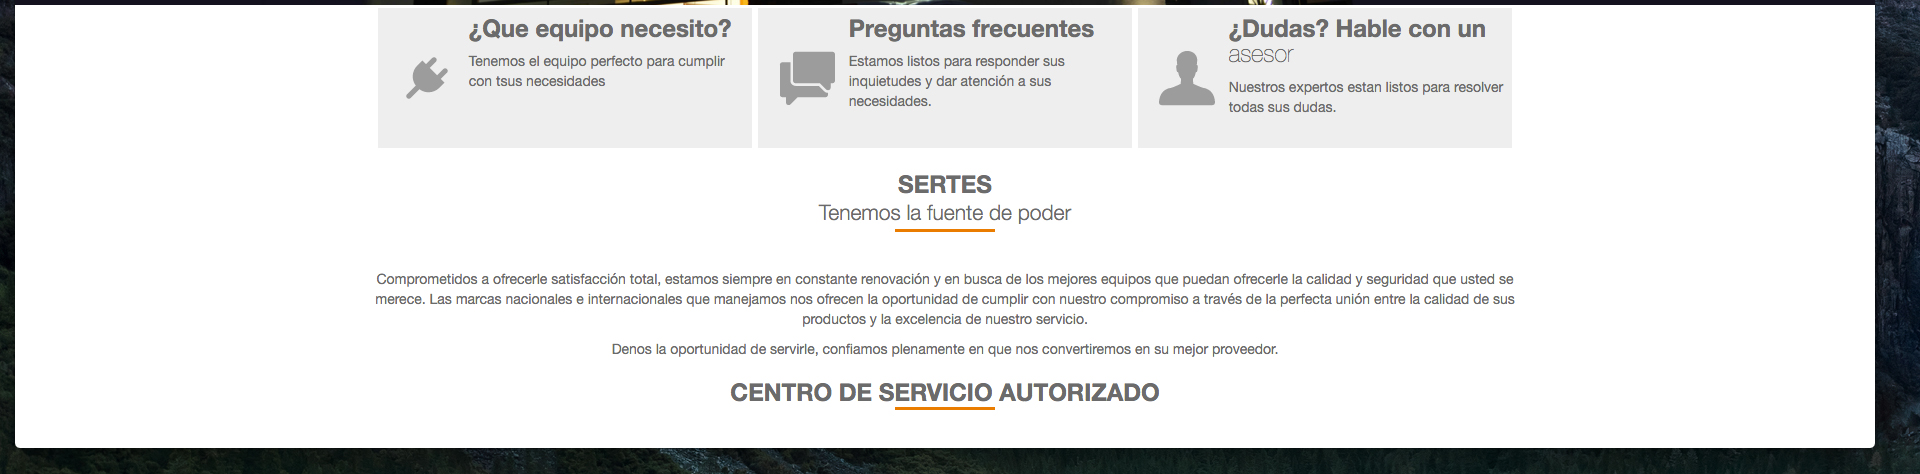 ¿Que equipo necesito?
Tenemos el equipo perfecto para cumplir
con tsus necesidades
Preguntas frecuentes
Estamos listos para responder sus
inquietudes y dar atención a sus
necesidades.
¿Dudas? Hable con un
asesor
Nuestros expertos estan listos para resolver
todas sus dudas.
SERTES
Tenemos la fuente de poder
Comprometidos a ofrecerle satisfacción total, estamos siempre en constante renovación y en busca de los mejores equipos que puedan ofrecerle la calidad y seguridad que usted se
merece. Las marcas nacionales e internacionales que manejamos nos ofrecen la oportunidad de cumplir con nuestro compromiso a través de la perfecta unión entre la calidad de sus
productos y la excelencia de nuestro servicio.
Denos la oportunidad de servirle, confiamos plenamente en que nos convertiremos en su mejor proveedor.
CENTRO DE SERVICIO AUTORIZADO